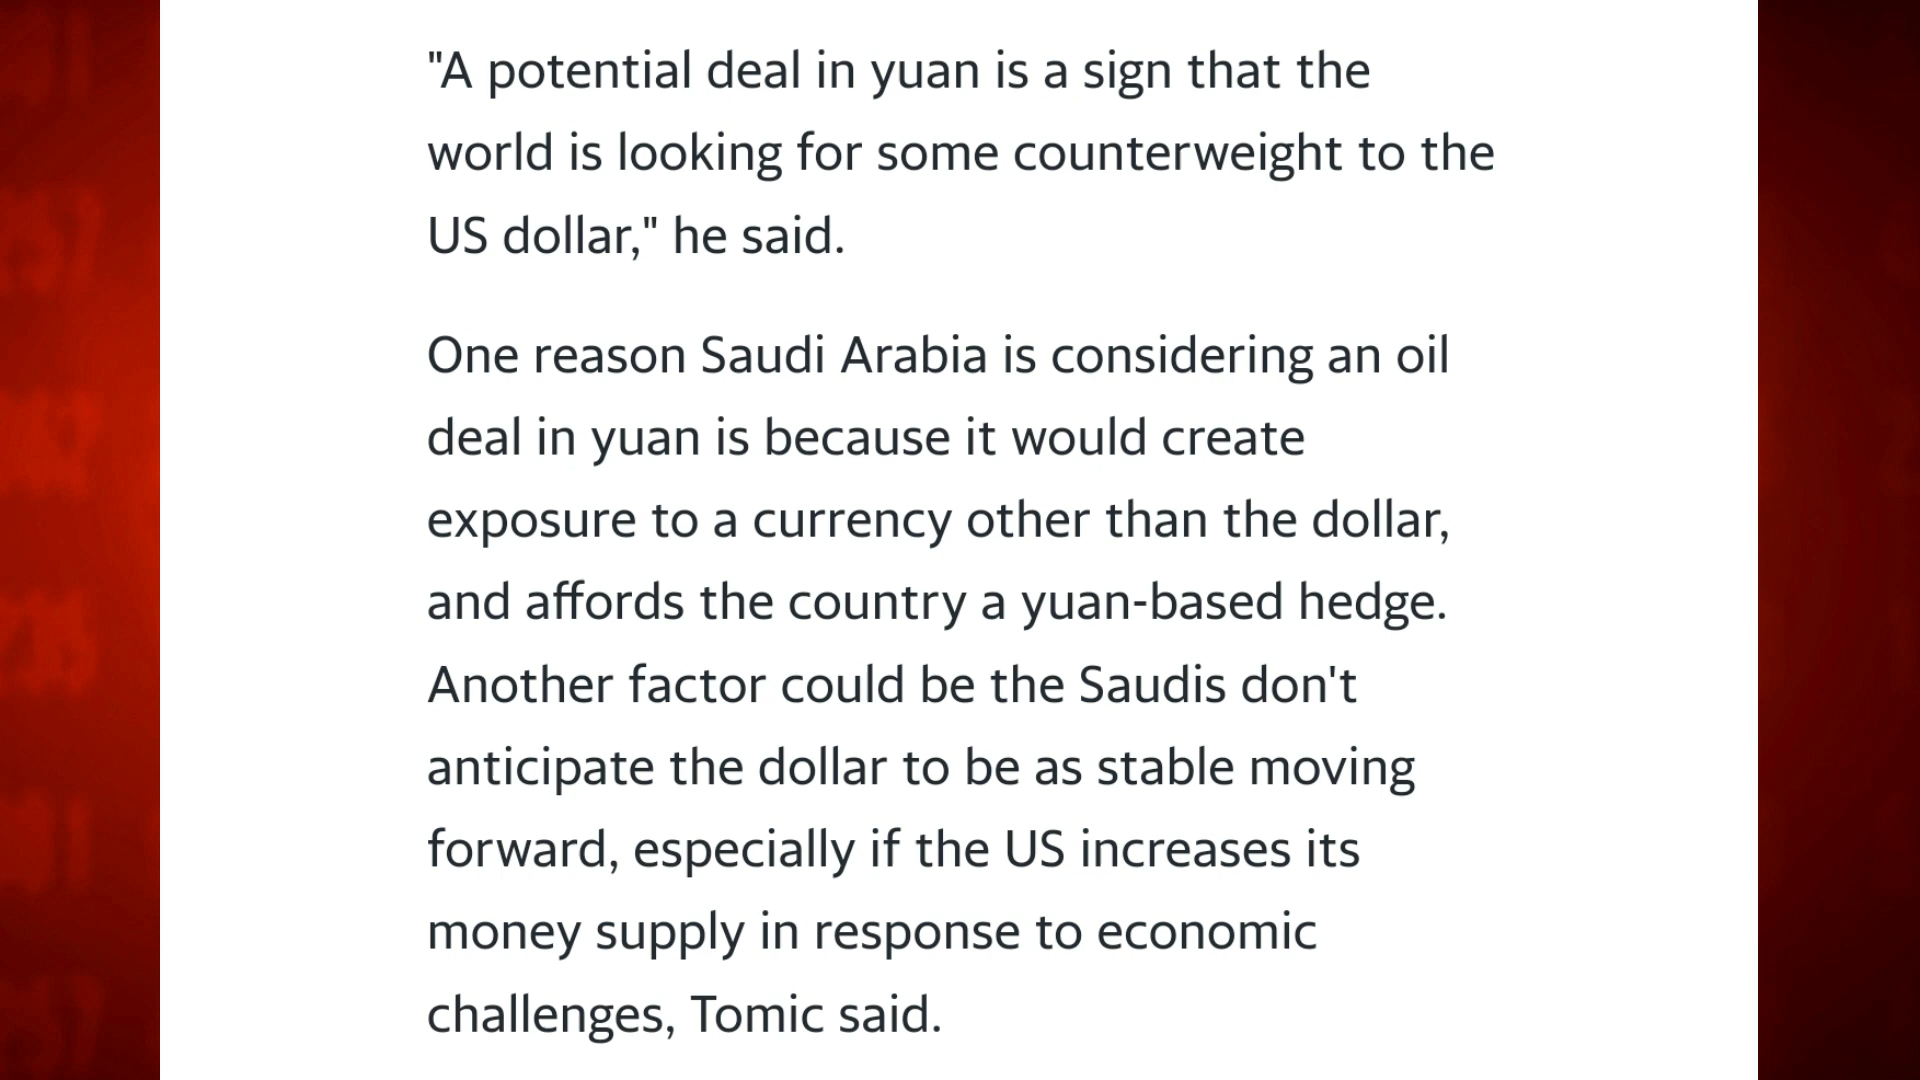 "A potential deal in yuan is a sign that the
world is looking for some counterweight to the
US dollar," he said.
One reason Saudi Arabia is considering an oil
deal in yuan is because it would create
exposure to a currency other than the dollar,
and affords the country a yuan-based hedge.
Another factor could be the Saudis don't
anticipate the dollar to be as stable moving
forward, especially if the US increases its
money supply in response to economic
challenges, Tomic said.